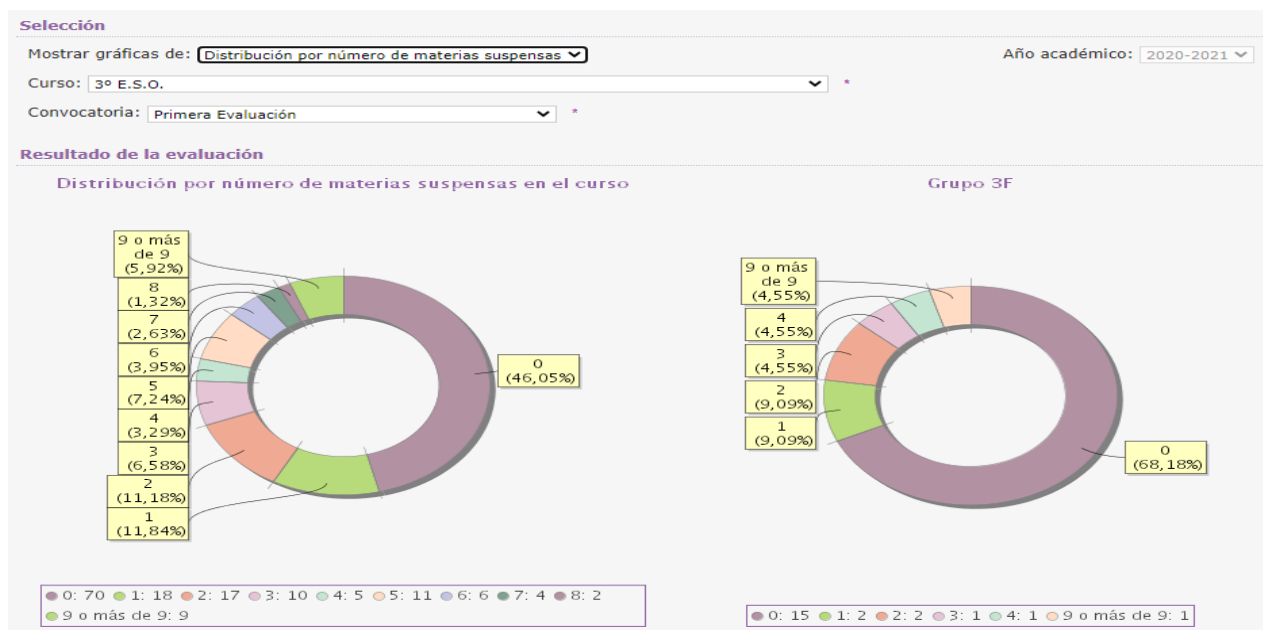 Selección
Mostrar gráficas de: Distribución por número de materias suspensas
Año académico: 2020-2021
Curso: 3º E.S.O. *
Convocatoria: Primera Evaluación *
Resultado de la evaluación
Distribución por número de materias suspensas en el curso
9 o más
de 9
(5,92%)
8
(1,32%)
7
(2,63%)
6
(3,95%)
5
(7,24%)
4
(3,29%)
3
(6,58%)
2
(11,18%)
1
(11,84%)
0
(46,05%)
0: 70 1: 18 2: 17 3: 10 4: 5 5: 11 6: 6 7: 4 8: 2
9 o más de 9: 9
Grupo 3F
9 o más
de 9
(4,55%)
4
(4,55%)
3
(4,55%)
2
(9,09%)
1
(9,09%)
0
(68,18%)
0: 15 1: 2 2: 2 3: 1 4: 1 9 o más de 9: 1